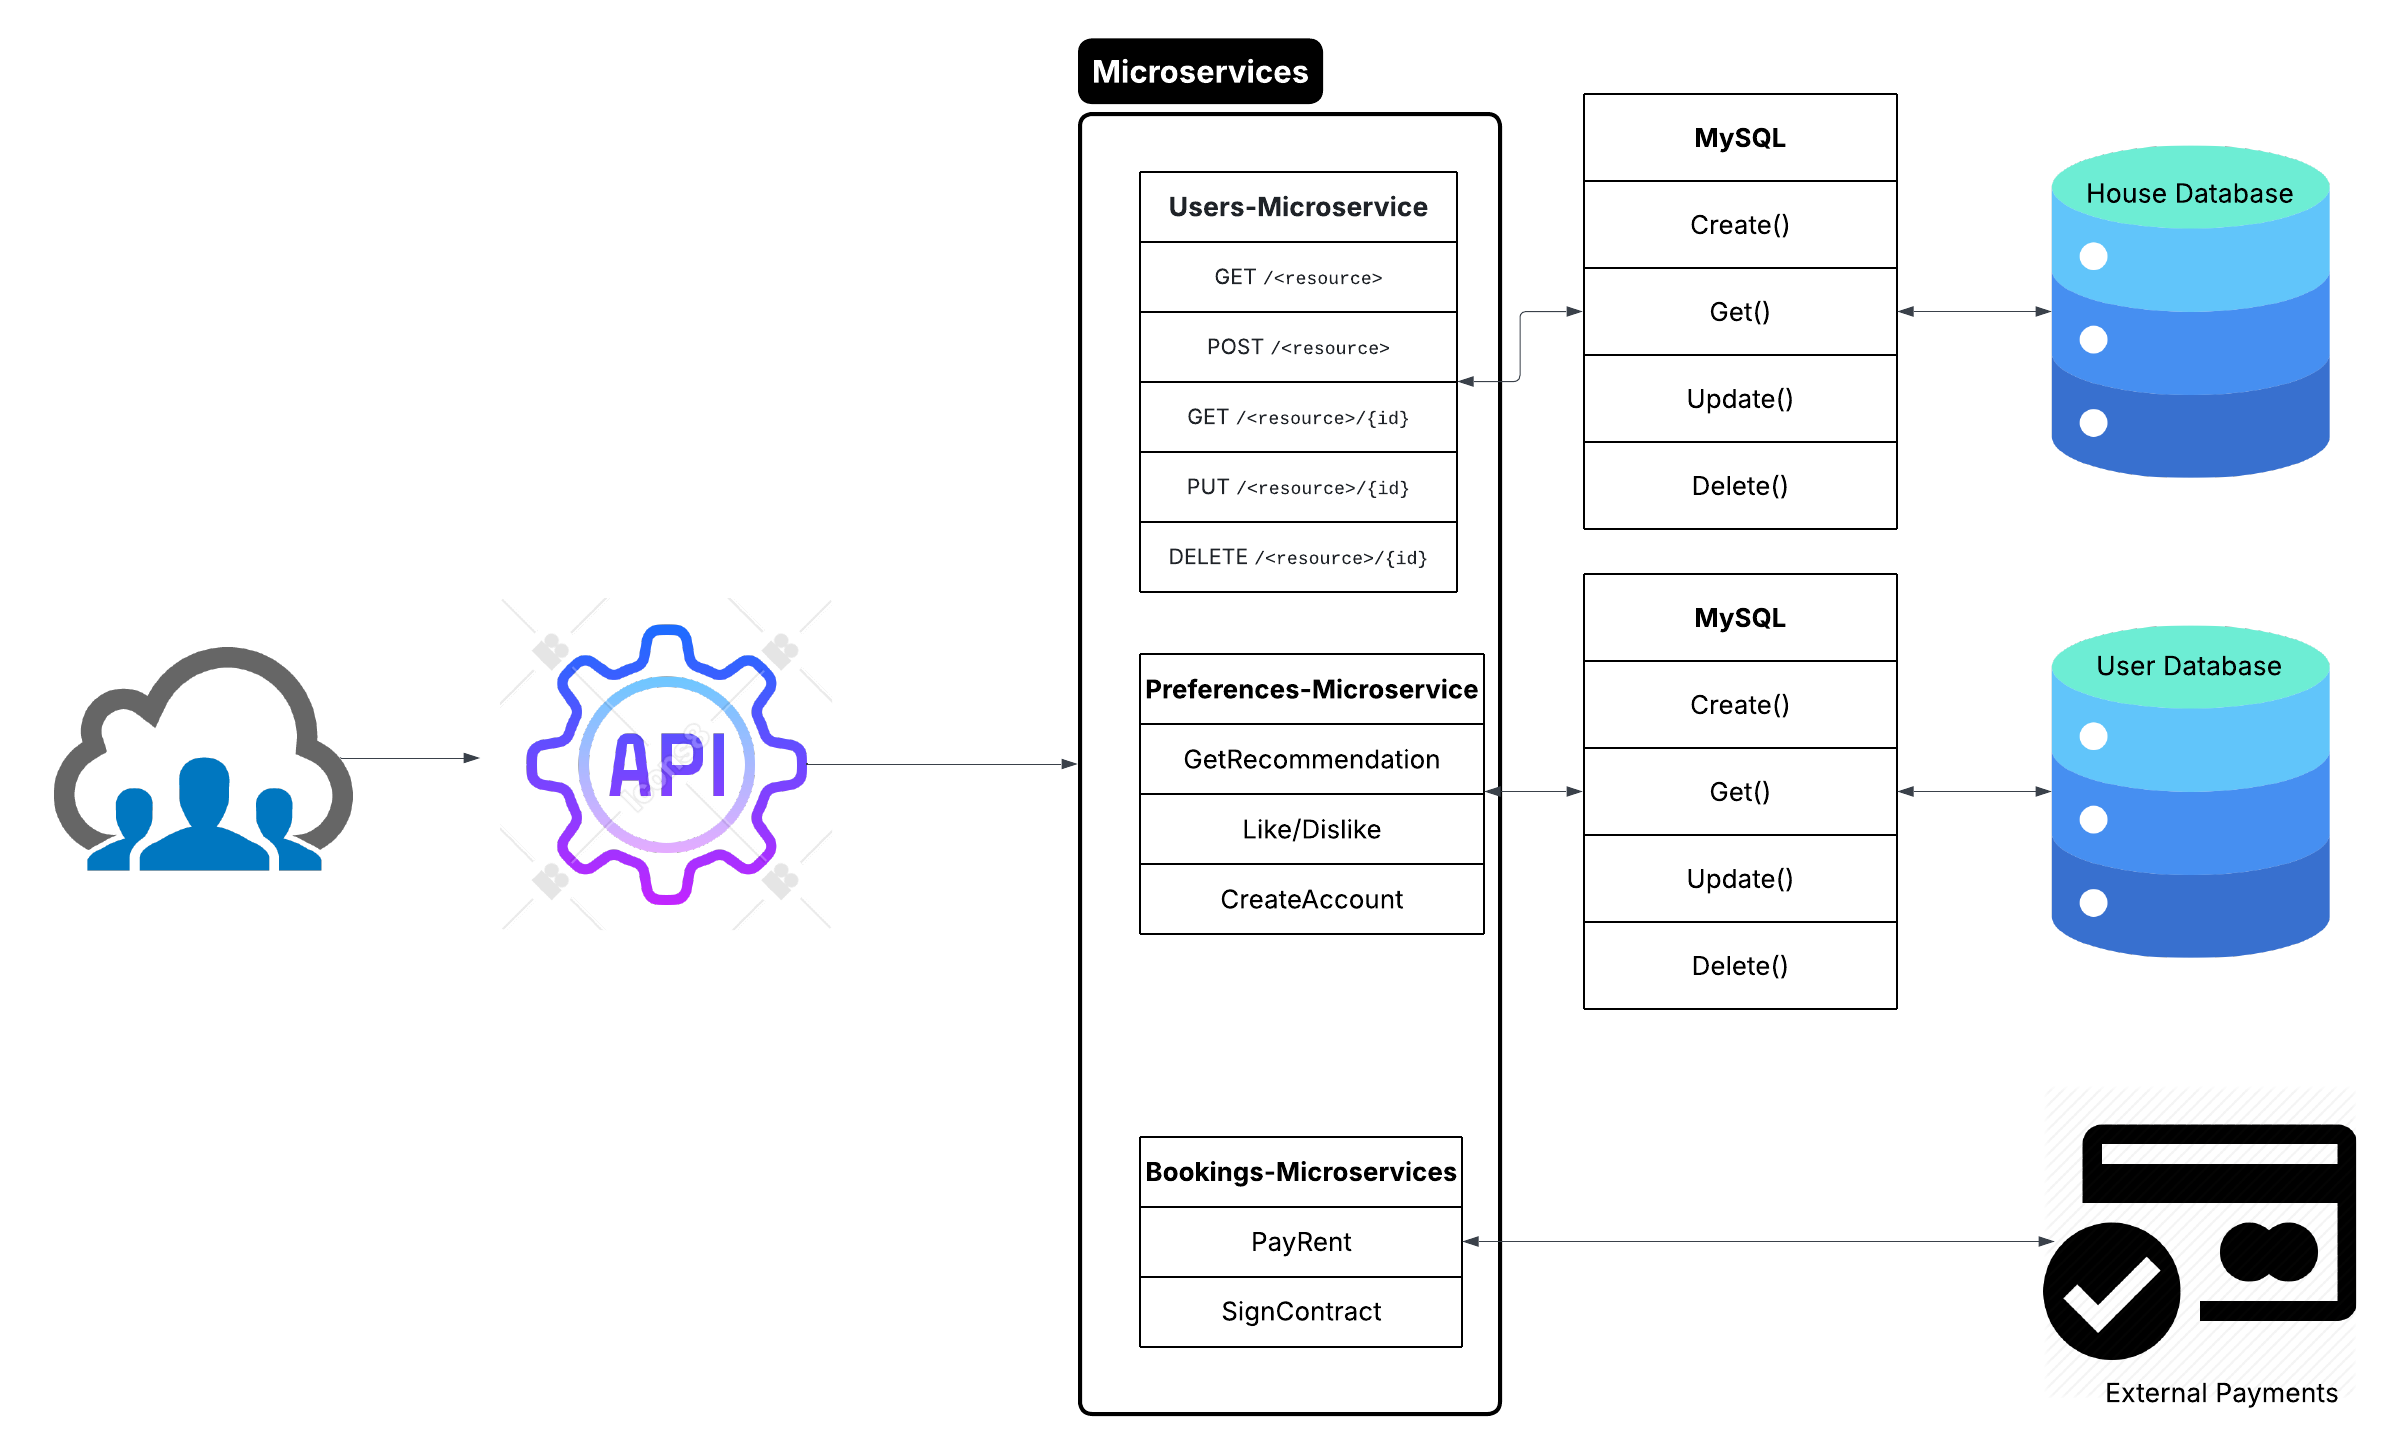 Microservices
Users-Microservice
GET /<resource>
POST /<resource>
GET /<resource>/{id}
PUT /<resource>/{id}
DELETE /<resource>/{id}
Preferences-Microservice
GetRecommendation
Like/Dislike
CreateAccount
Bookings-Microservices
PayRent
SignContract
MySQL
Create()
Get()
Update()
Delete()
MySQL
Create()
Get()
Update()
Delete()
House Database
User Database
External Payments
API
icons8